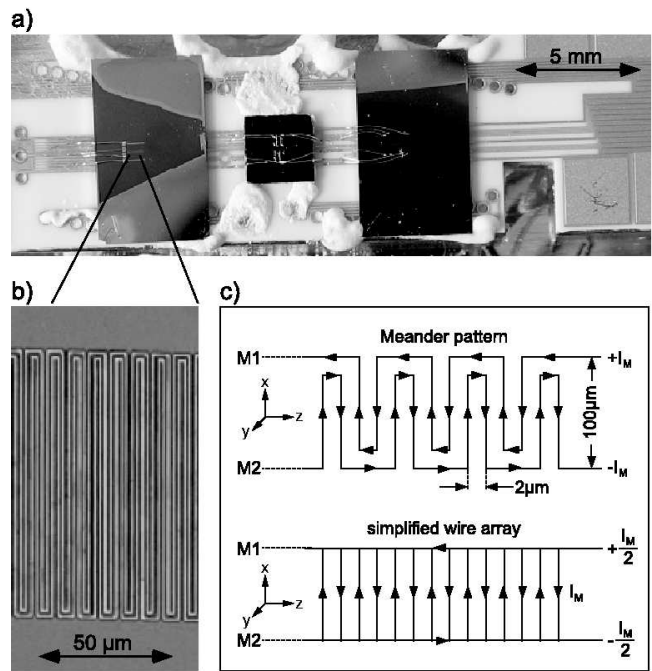 a)
5 mm
b)
50 µm
c)
Meander pattern
M1
+I_M
x
y
z
100µm
M2
-I_M
2µm
simplified wire array
M1
+I_M/2
x
y
z
I_M
M2
-I_M/2